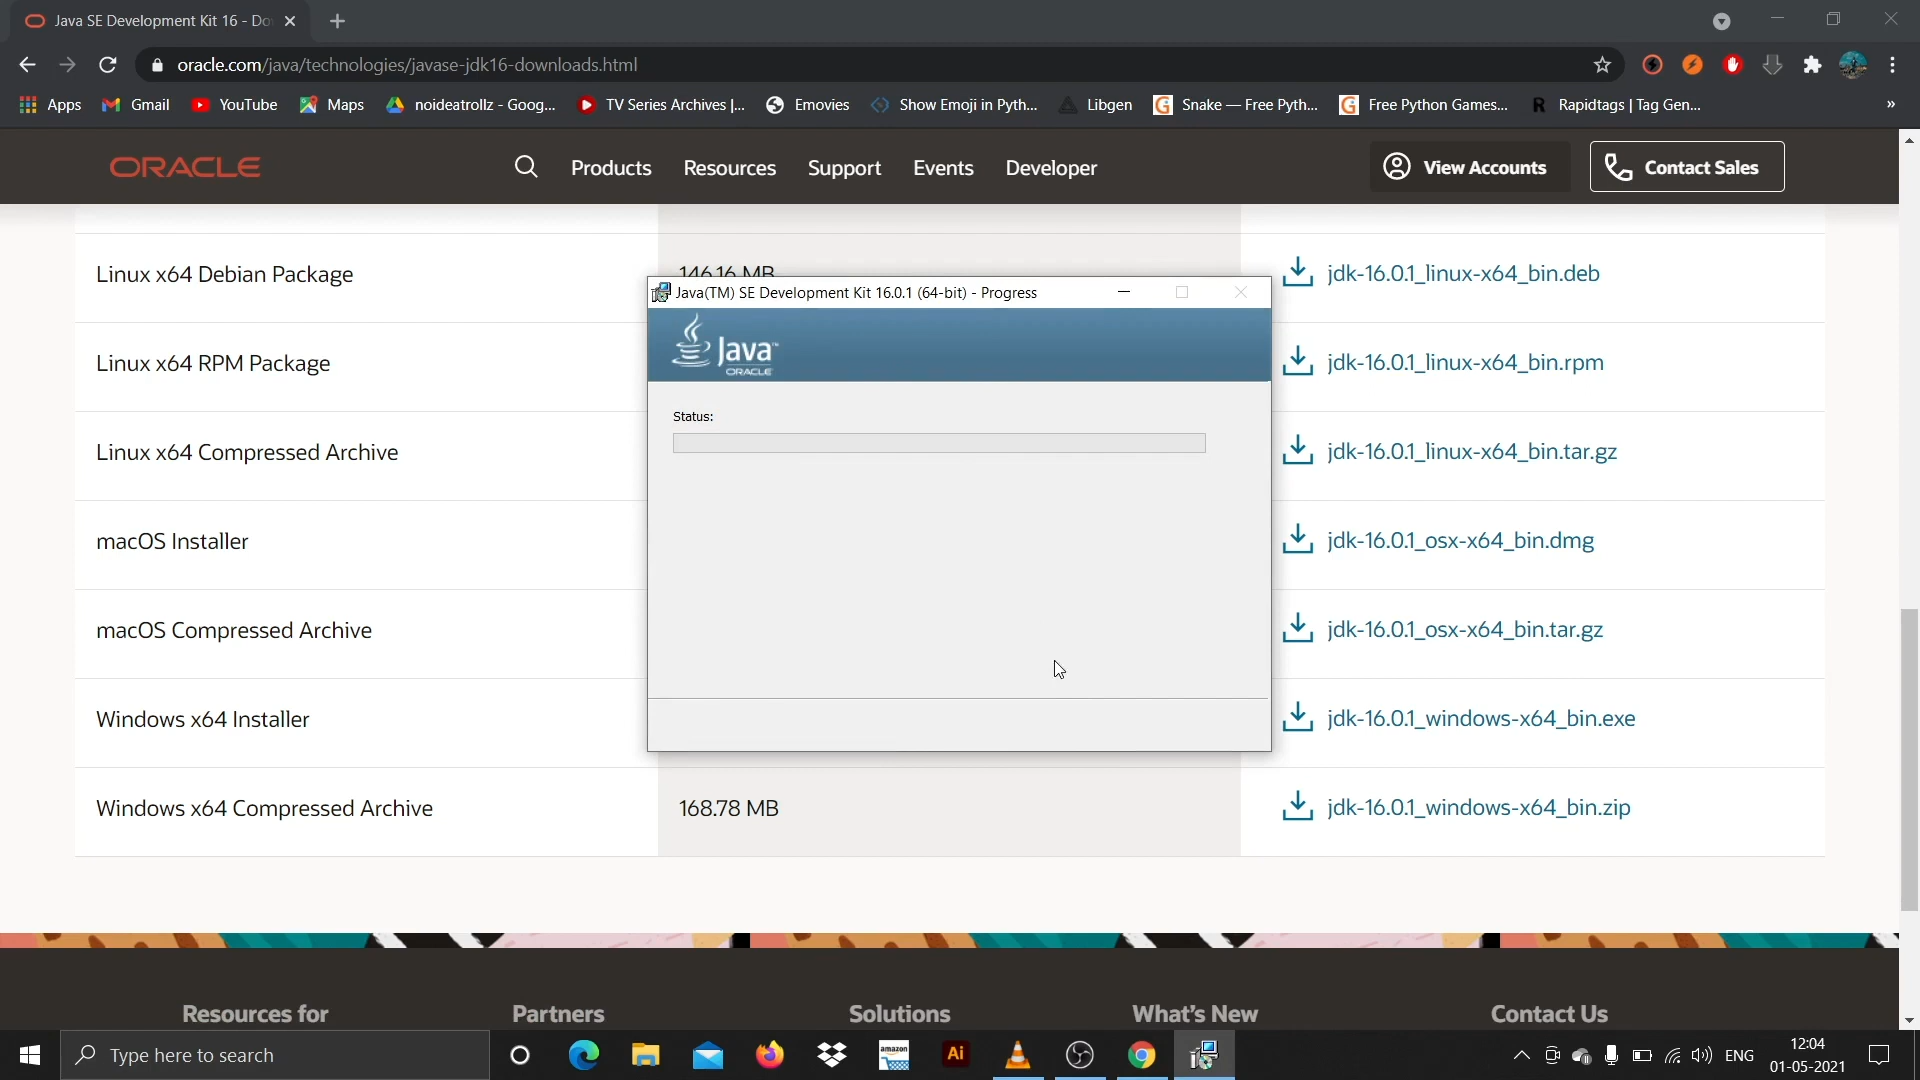 Java SE Development Kit 16 - Do
oracle.com/java/technologies/javase-jdk16-downloads.html
Apps
Gmail
YouTube
Maps
noideatrollz - Goog...
TV Series Archives |...
Emovies
Show Emoji in Pyth...
Libgen
Snake — Free Pyth...
Free Python Games...
Rapidtags | Tag Gen...
»
ORACLE
Products
Resources
Support
Events
Developer
View Accounts
Contact Sales
Linux x64 Debian Package
146.16 MB
jdk-16.0.1_linux-x64_bin.deb
Linux x64 RPM Package
jdk-16.0.1_linux-x64_bin.rpm
Linux x64 Compressed Archive
jdk-16.0.1_linux-x64_bin.tar.gz
macOS Installer
jdk-16.0.1_osx-x64_bin.dmg
macOS Compressed Archive
jdk-16.0.1_osx-x64_bin.tar.gz
Windows x64 Installer
jdk-16.0.1_windows-x64_bin.exe
Windows x64 Compressed Archive
168.78 MB
jdk-16.0.1_windows-x64_bin.zip
Java(TM) SE Development Kit 16.0.1 (64-bit) - Progress
Java™
ORACLE
Status:
Resources for
Partners
Solutions
What's New
Contact Us
Type here to search
amazon
Ai
ENG
12:04
01-05-2021